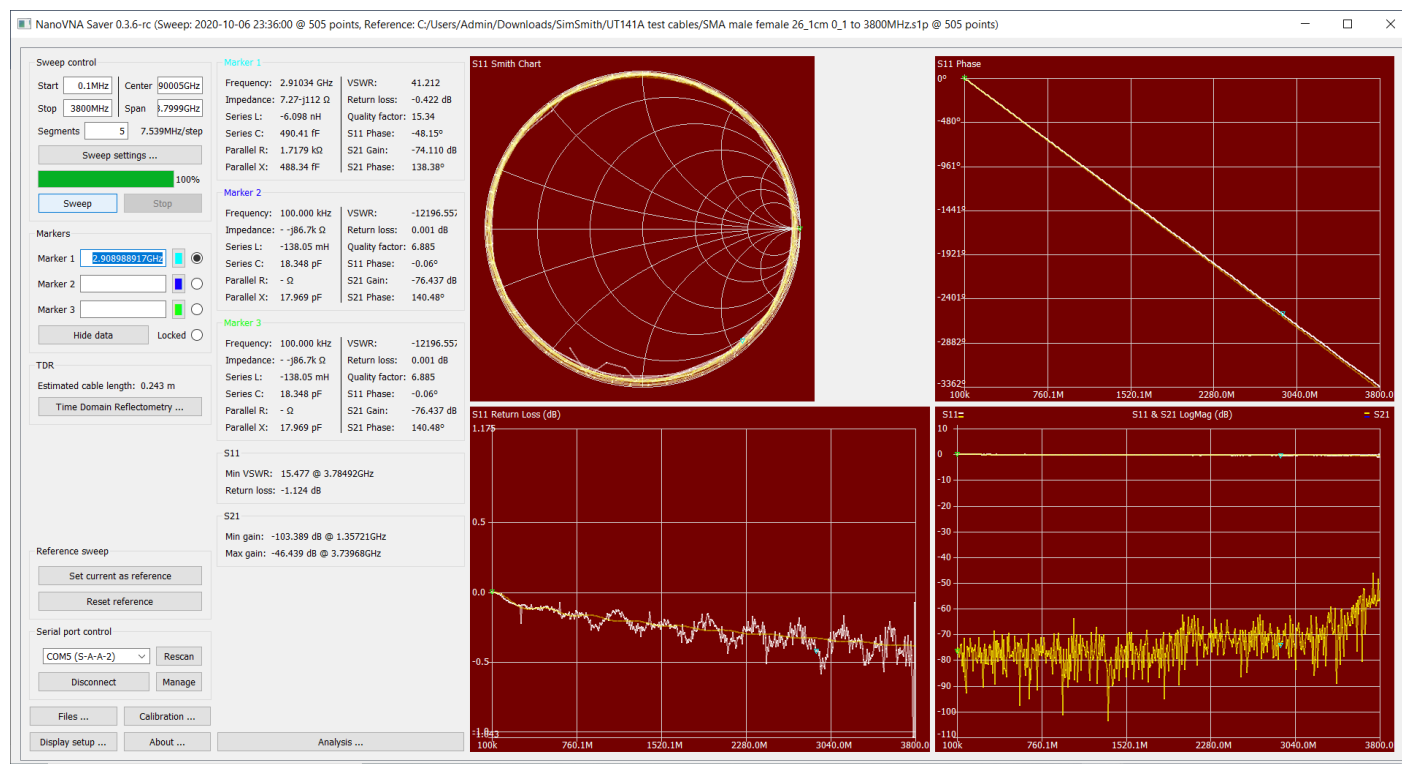 NanoVNA Saver 0.3.6-rc (Sweep: 2020-10-06 23:36:00 @ 505 points, Reference: C:/Users/Admin/Downloads/SimSmith/UT141A test cables/SMA male female 26_1cm 0_1 to 3800MHz.s1p @ 505 points)
Sweep control
Start 0.1MHz Center 90005GHz
Stop 3800MHz Span 3.7999GHz
Segments 5 7.539MHz/step
Sweep settings ...
100%
Sweep Stop
Markers
Marker 1 2.908988917GHz
Marker 2
Marker 3
Hide data Locked
TDR
Estimated cable length: 0.243 m
Time Domain Reflectometry ...
Reference sweep
Set current as reference
Reset reference
Serial port control
COM5 (S-A-A-2) Rescan
Disconnect Manage
Files ... Calibration ...
Display setup ... About ...
Marker 1
Frequency: 2.91034 GHz VSWR: 41.212
Impedance: 7.27-j112 Ω Return loss: -0.422 dB
Series L: -6.098 nH Quality factor: 15.34
Series C: 490.41 fF S11 Phase: -48.15°
Parallel R: 1.7179 kΩ S21 Gain: -74.110 dB
Parallel X: 488.34 fF S21 Phase: 138.38°
Marker 2
Frequency: 100.000 kHz VSWR: -12196.557
Impedance: - -j86.7k Ω Return loss: 0.001 dB
Series L: -138.05 mH Quality factor: 6.885
Series C: 18.348 pF S11 Phase: -0.06°
Parallel R: - Ω S21 Gain: -76.437 dB
Parallel X: 17.969 pF S21 Phase: 140.48°
Marker 3
Frequency: 100.000 kHz VSWR: -12196.557
Impedance: - -j86.7k Ω Return loss: 0.001 dB
Series L: -138.05 mH Quality factor: 6.885
Series C: 18.348 pF S11 Phase: -0.06°
Parallel R: - Ω S21 Gain: -76.437 dB
Parallel X: 17.969 pF S21 Phase: 140.48°
S11
Min VSWR: 15.477 @ 3.78492GHz
Return loss: -1.124 dB
S21
Min gain: -103.389 dB @ 1.35721GHz
Max gain: -46.439 dB @ 3.73968GHz
Analysis ...
S11 Smith Chart
S11 Phase
0°
-480°
-961°
-1441°
-1921°
-2401°
-2882°
-3362°
100k 760.1M 1520.1M 2280.0M 3040.0M 3800.0
S11 Return Loss (dB)
1.175
0.5
0.0
-0.5
-1.0
-1.043
100k 760.1M 1520.1M 2280.0M 3040.0M 3800.0
S11 S11 & S21 LogMag (dB) S21
10
0
-10
-20
-30
-40
-50
-60
-70
-80
-90
-100
-110
100k 760.1M 1520.1M 2280.0M 3040.0M 3800.0